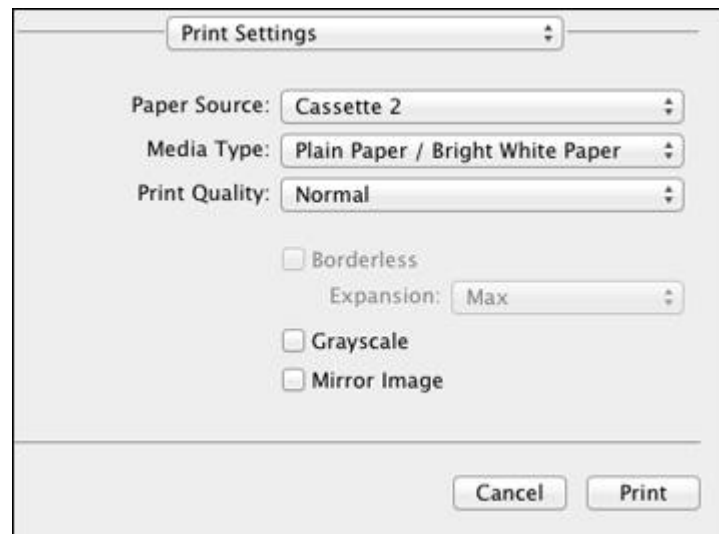 Print Settings
Paper Source: Cassette 2
Media Type: Plain Paper / Bright White Paper
Print Quality: Normal
Borderless
Expansion: Max
Grayscale
Mirror Image
Cancel Print